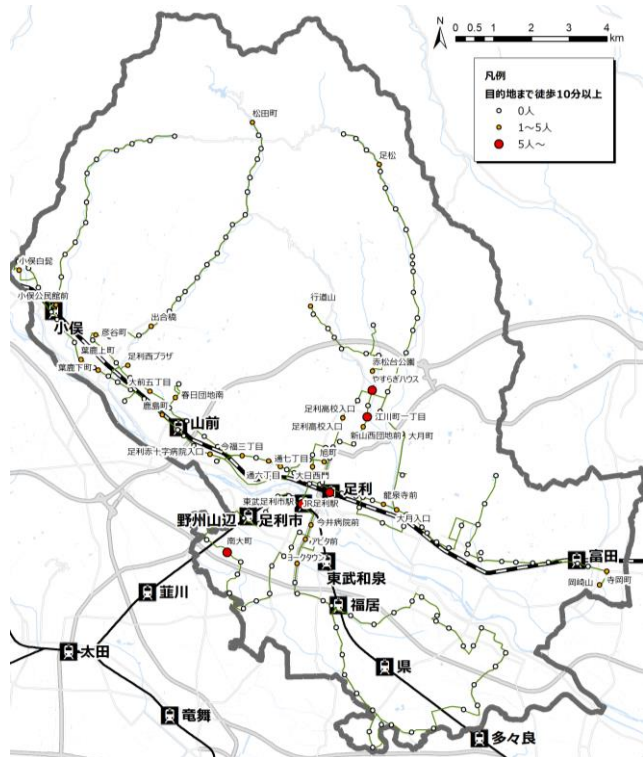 N
0 0.5 1 2 3 4
km
凡例
目的地まで徒歩10分以上
0人
1～5人
5人～
松田町
足松
小俣白髭
小俣公民館前
小俣
行道山
出合橋
彦谷町
葉鹿上町
足利西プラザ
葉鹿下町
大前五丁目
春日団地南
鹿島町
山前
赤松台公園
やすらぎハウス
足利高校入口
江川町一丁目
足利高校入口
新山西団地前
大月町
旭町
足利赤十字病院入口
今福三丁目
通七丁目
通六丁目
大日西門
足利
東武足利市駅
JR足利駅
龍泉寺前
野州山辺
足利市
今井病院前
大月入口
南大町
アピタ前
ヨークタウン
富田
岡崎山
寺岡町
東武和泉
韮川
福居
太田
県
竜舞
多々良